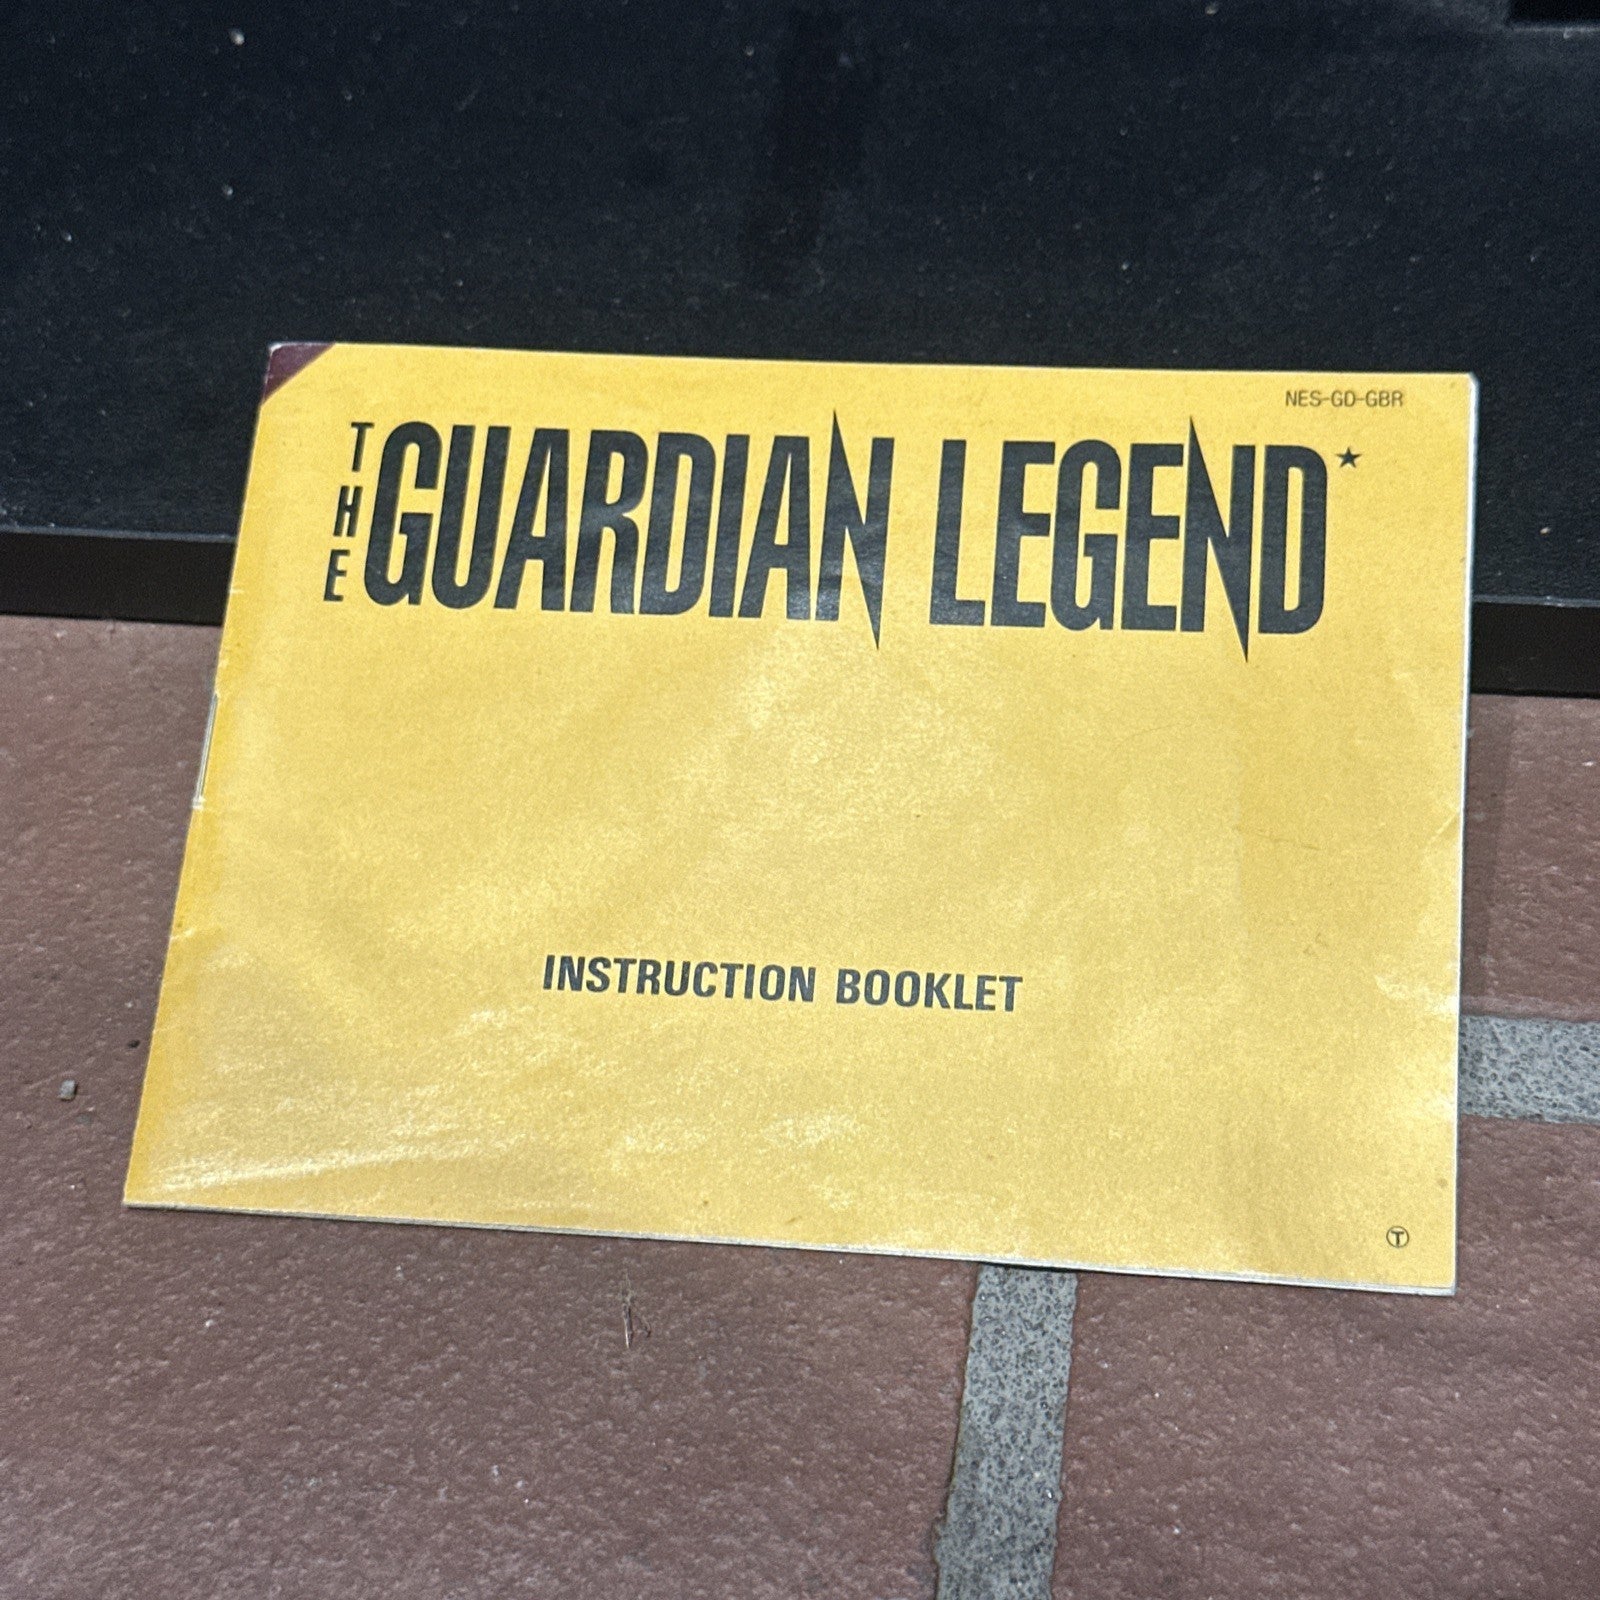 NES-GD-GBR
THE GUARDIAN LEGEND★
INSTRUCTION BOOKLET
Ⓣ